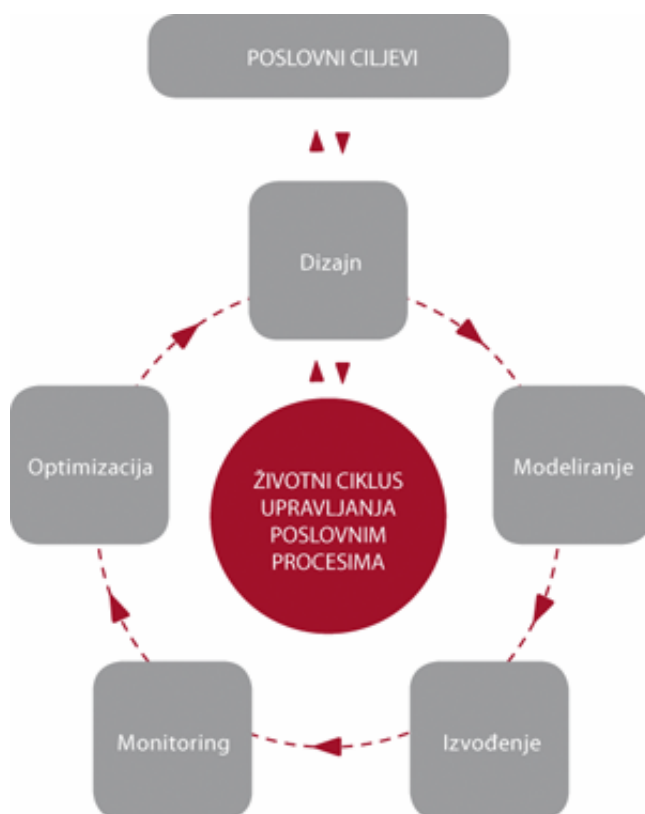 POSLOVNI CILJEVI
Dizajn
Optimizacija
Modeliranje
ŽIVOTNI CIKLUS
UPRAVLJANJA
POSLOVNIM
PROCESIMA
Monitoring
Izvođenje